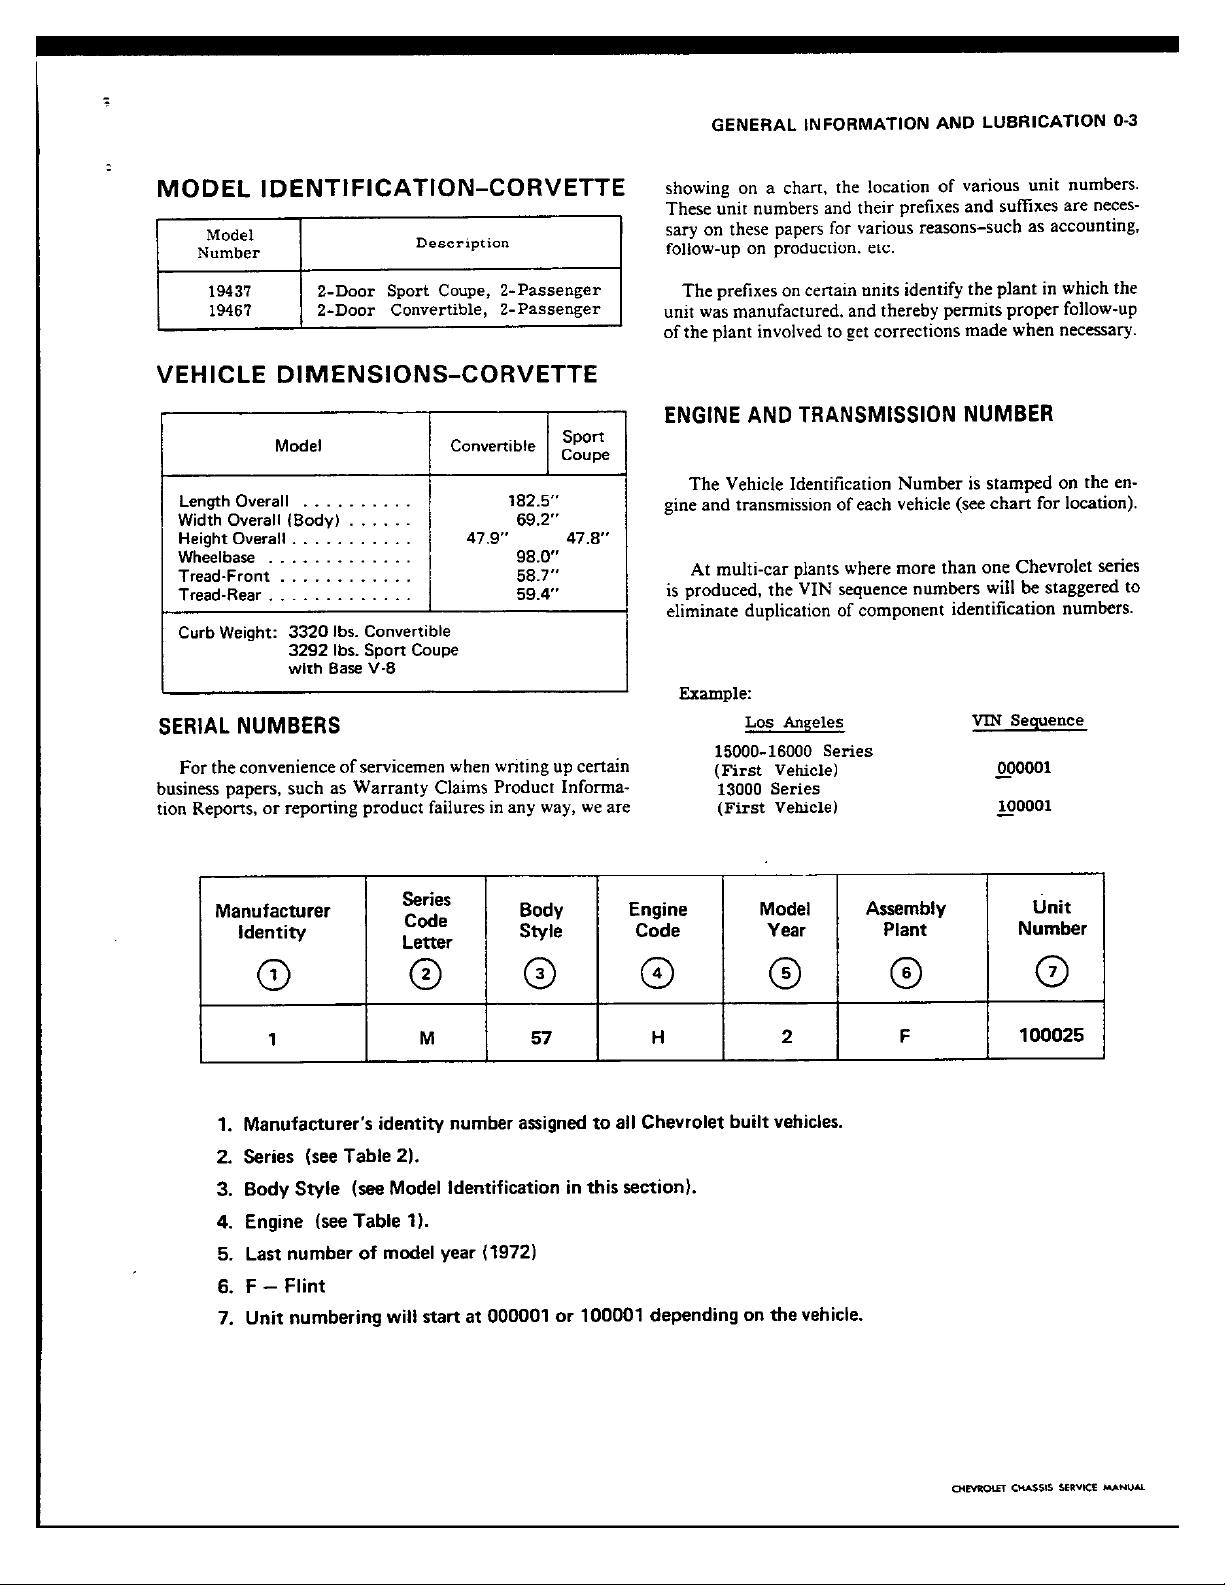 GENERAL INFORMATION AND LUBRICATION 0-3
MODEL IDENTIFICATION–CORVETTE
Model Number
Description
19437 2-Door Sport Coupe, 2-Passenger
19467 2-Door Convertible, 2-Passenger
VEHICLE DIMENSIONS–CORVETTE
Model Convertible Sport Coupe
Length Overall . . . . . . . . . . 182.5"
Width Overall (Body) . . . . . . 69.2"
Height Overall . . . . . . . . . . . 47.9" 47.8"
Wheelbase . . . . . . . . . . . . . 98.0"
Tread-Front . . . . . . . . . . . . 58.7"
Tread-Rear . . . . . . . . . . . . . 59.4"
Curb Weight: 3320 lbs. Convertible
3292 lbs. Sport Coupe
with Base V-8
SERIAL NUMBERS
For the convenience of servicemen when writing up certain
business papers, such as Warranty Claims Product Informa-
tion Reports, or reporting product failures in any way, we are
showing on a chart, the location of various unit numbers.
These unit numbers and their prefixes and suffixes are neces-
sary on these papers for various reasons–such as accounting,
follow-up on production, etc.
The prefixes on certain units identify the plant in which the
unit was manufactured, and thereby permits proper follow-up
of the plant involved to get corrections made when necessary.
ENGINE AND TRANSMISSION NUMBER
The Vehicle Identification Number is stamped on the en-
gine and transmission of each vehicle (see chart for location).
At multi-car plants where more than one Chevrolet series
is produced, the VIN sequence numbers will be staggered to
eliminate duplication of component identification numbers.
Example:
Los Angeles VIN Sequence
15000-16000 Series
(First Vehicle) 000001
13000 Series
(First Vehicle) 100001
Manufacturer Identity 1
Series Code Letter 2
Body Style 3
Engine Code 4
Model Year 5
Assembly Plant 6
Unit Number 7
1 M 57 H 2 F 100025
1. Manufacturer's identity number assigned to all Chevrolet built vehicles.
2. Series (see Table 2).
3. Body Style (see Model Identification in this section).
4. Engine (see Table 1).
5. Last number of model year (1972)
6. F – Flint
7. Unit numbering will start at 000001 or 100001 depending on the vehicle.
CHEVROLET CHASSIS SERVICE MANUAL